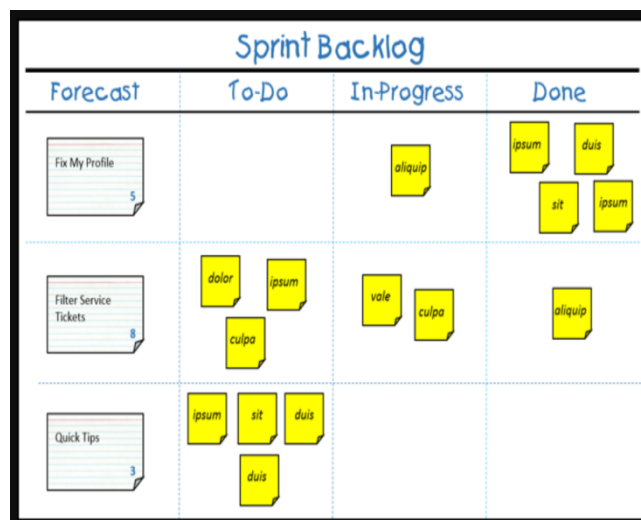 Sprint Backlog
Forecast
To-Do
In-Progress
Done
Fix My Profile
5
aliquip
ipsum
duis
sit
ipsum
Filter Service
Tickets
8
dolor
ipsum
culpa
vale
culpa
aliquip
Quick Tips
3
ipsum
sit
duis
duis